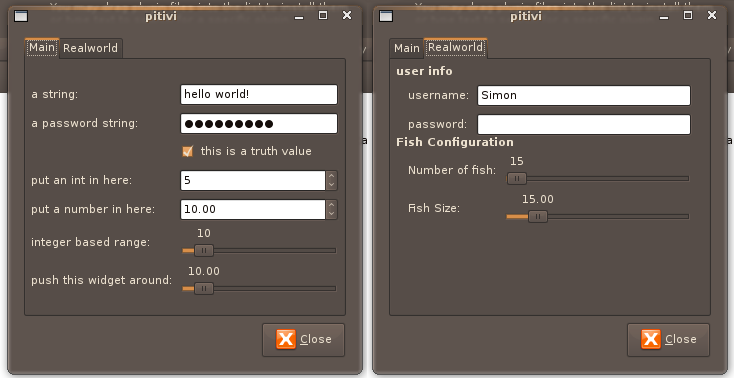 pitivi
Main Realworld
a string: hello world!
a password string: ●●●●●●●●●
this is a truth value
put an int in here: 5
put a number in here: 10.00
10
integer based range:
10.00
push this widget around:
Close
pitivi
Main Realworld
user info
username: Simon
password:
Fish Configuration
15
Number of fish:
15.00
Fish Size:
Close